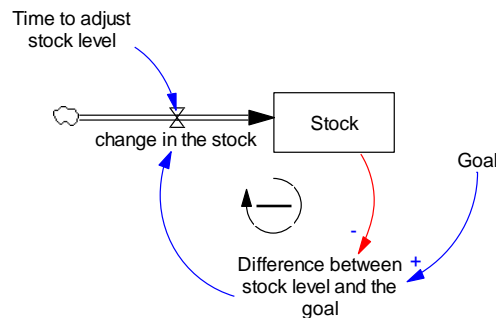 Time to adjust
stock level
change in the stock
Stock
Goal
-
+
Difference between
stock level and the
goal